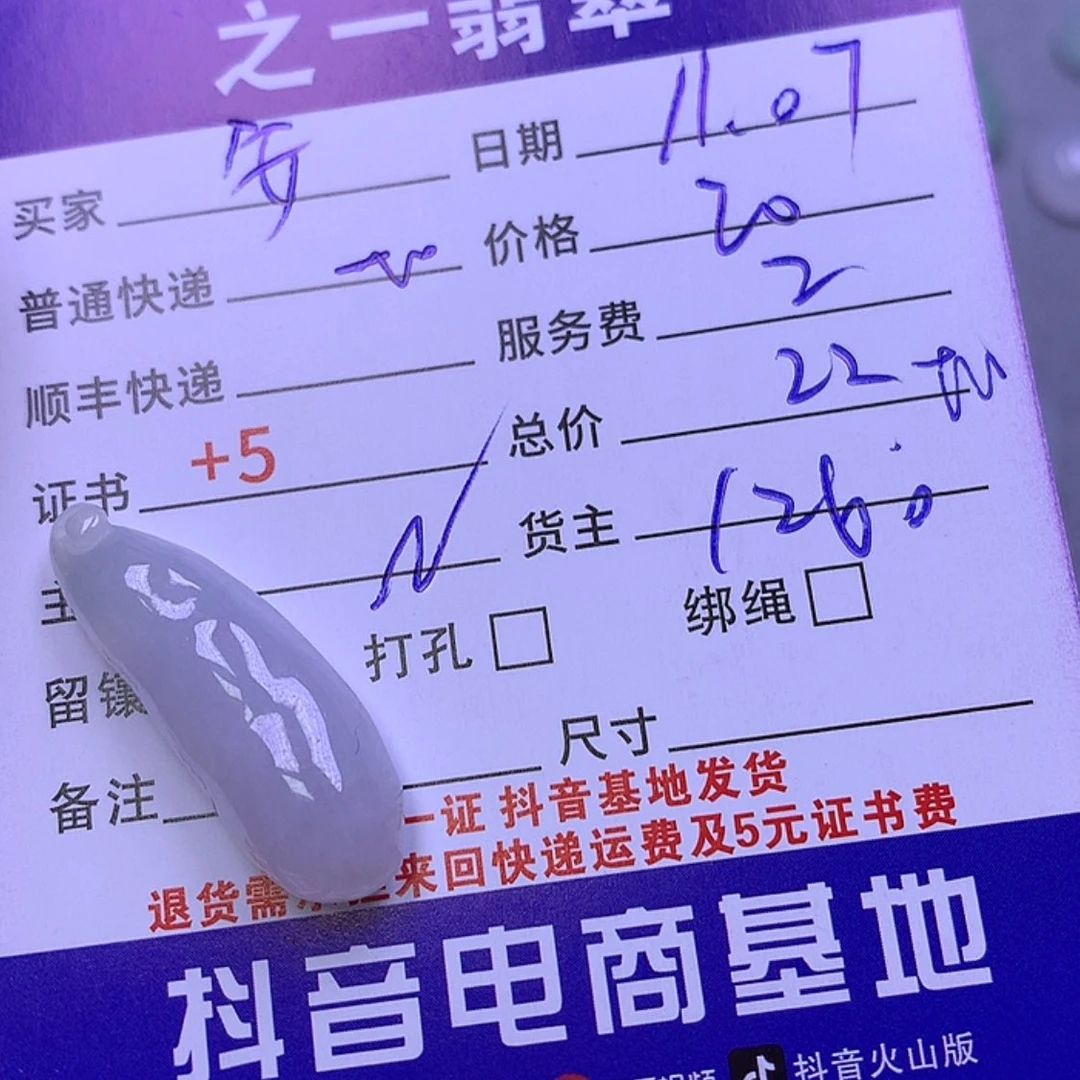 之一翡翠
买家 安 日期 11.07
普通快递 价格 20
顺丰快递 服务费 2
证书 +5 总价 22
货主 1260
打孔 绑绳
留镶
备注 尺寸
一证 抖音基地发货
退货需 来回快递运费及5元证书费
抖音电商基地
抖音火山版